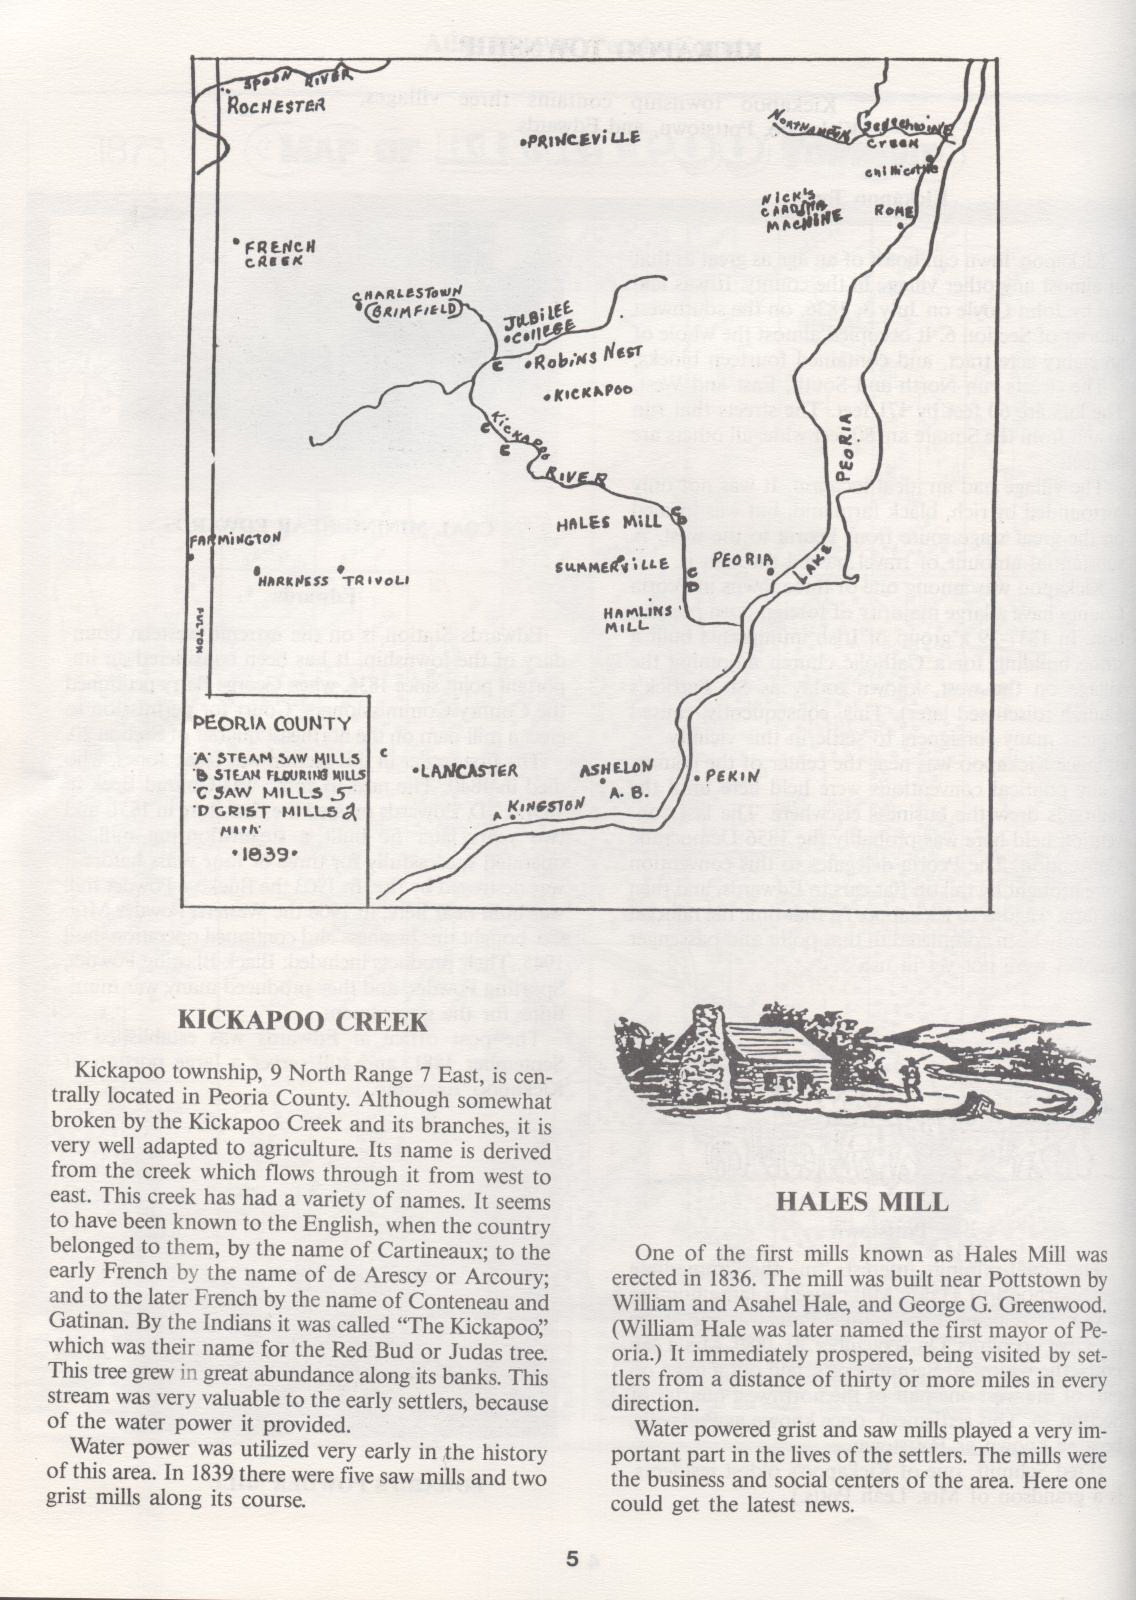 SPOON RIVER
ROCHESTER
PRINCEVILLE
NORTHAMPTON
CREEK
Chillicothe
NICK'S
MACHINE
ROME
FRENCH
CREEK
CHARLESTOWN
(BRIMFIELD)
JUBILEE
COLLEGE
C
ROBINS NEST
KICKAPOO
KICKAPOO
RIVER
C
C
PEORIA
LAKE
HALES MILL
C
D
SUMMERVILLE
PEORIA
C
D
FARMINGTON
HARKNESS
TRIVOLI
HAMLINS
MILL
FULTON
PEORIA COUNTY
"A" STEAM SAW MILLS
"B STEAM FLOURING MILLS
"C SAW MILLS 5
"D GRIST MILLS 2
MAP
•1839•
C
LANCASTER
ASHELON
A. B.
PEKIN
A
KINGSTON
KICKAPOO CREEK
Kickapoo township, 9 North Range 7 East, is cen-
trally located in Peoria County. Although somewhat
broken by the Kickapoo Creek and its branches, it is
very well adapted to agriculture. Its name is derived
from the creek which flows through it from west to
east. This creek has had a variety of names. It seems
to have been known to the English, when the country
belonged to them, by the name of Cartineaux; to the
early French by the name of de Arescy or Arcoury;
and to the later French by the name of Conteneau and
Gatinan. By the Indians it was called “The Kickapoo,”
which was their name for the Red Bud or Judas tree.
This tree grew in great abundance along its banks. This
stream was very valuable to the early settlers, because
of the water power it provided.
Water power was utilized very early in the history
of this area. In 1839 there were five saw mills and two
grist mills along its course.
HALES MILL
One of the first mills known as Hales Mill was
erected in 1836. The mill was built near Pottstown by
William and Asahel Hale, and George G. Greenwood.
(William Hale was later named the first mayor of Pe-
oria.) It immediately prospered, being visited by set-
tlers from a distance of thirty or more miles in every
direction.
Water powered grist and saw mills played a very im-
portant part in the lives of the settlers. The mills were
the business and social centers of the area. Here one
could get the latest news.
5